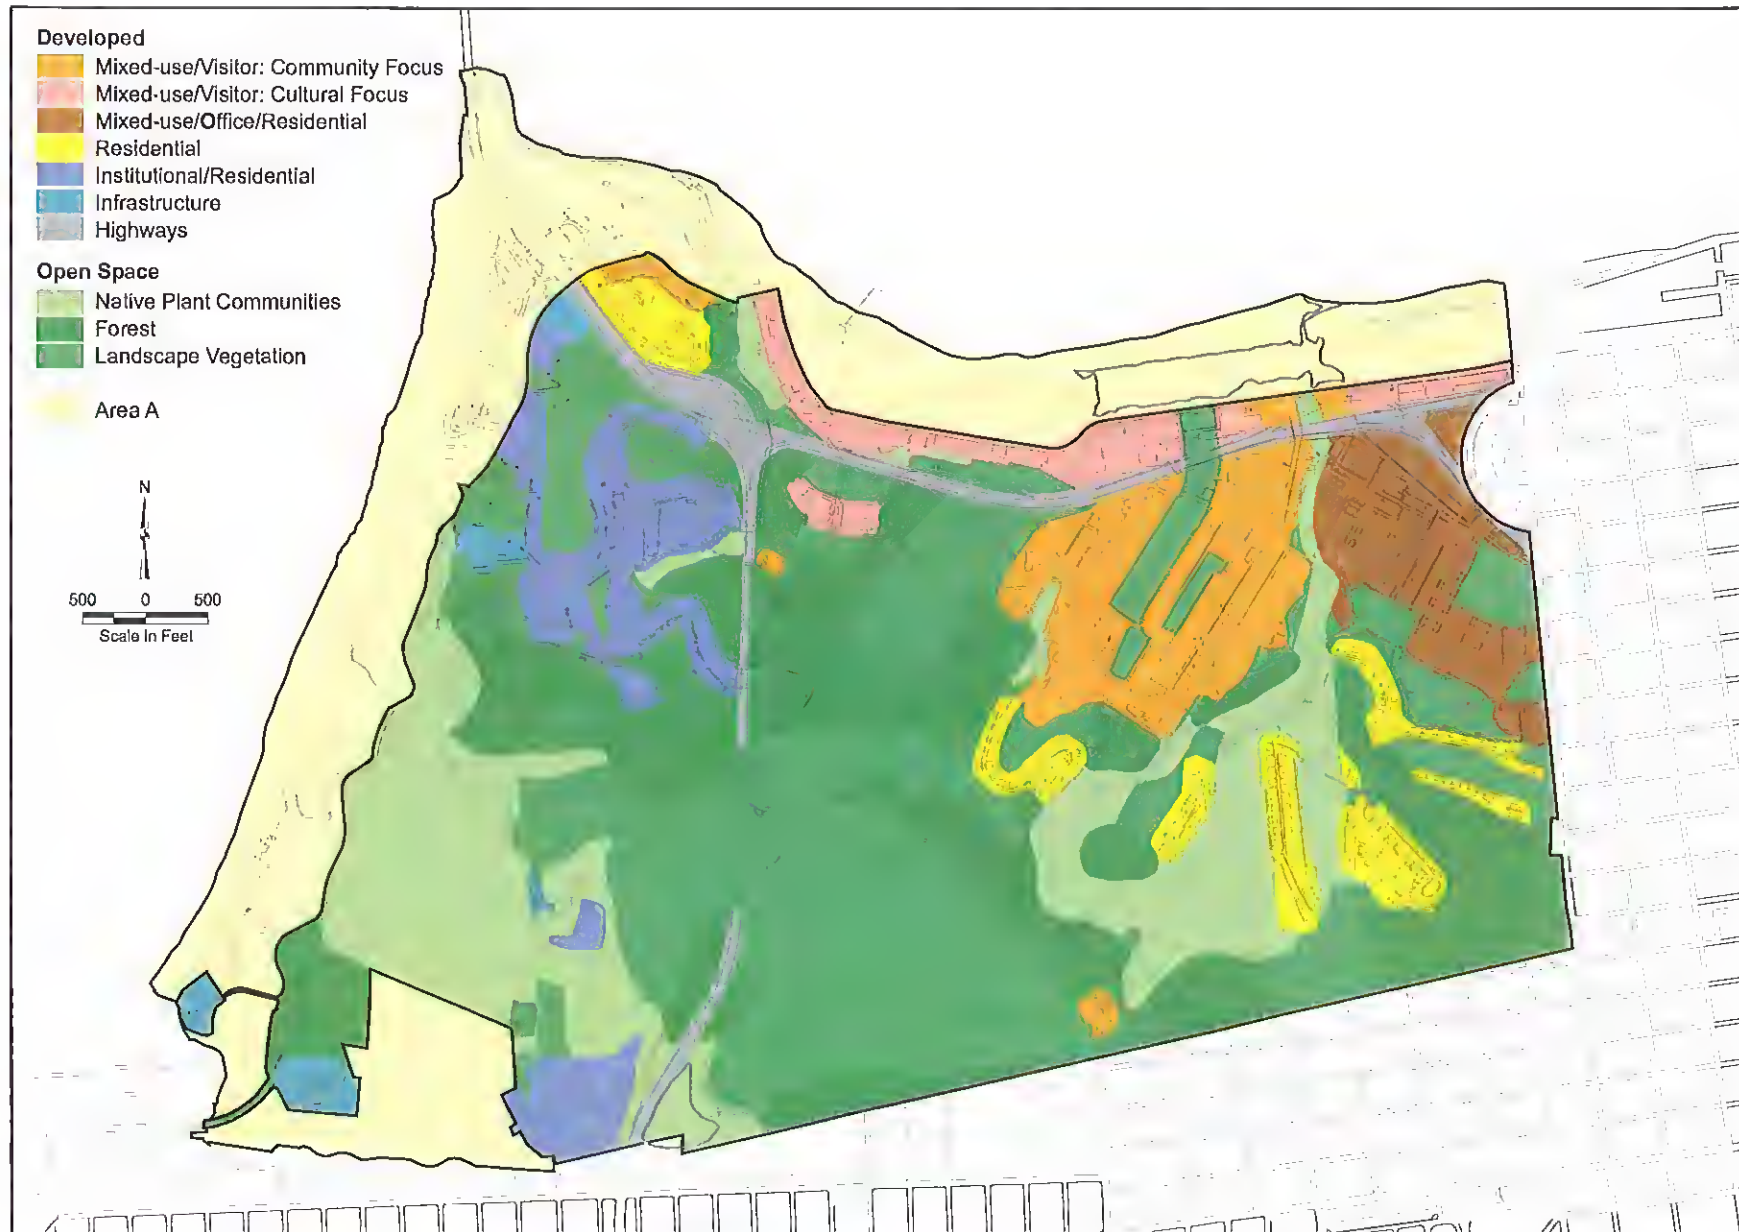 Developed
Mixed-use/Visitor: Community Focus
Mixed-use/Visitor: Cultural Focus
Mixed-use/Office/Residential
Residential
Institutional/Residential
Infrastructure
Highways
Open Space
Native Plant Communities
Forest
Landscape Vegetation
Area A
N
500 0 500
Scale In Feet